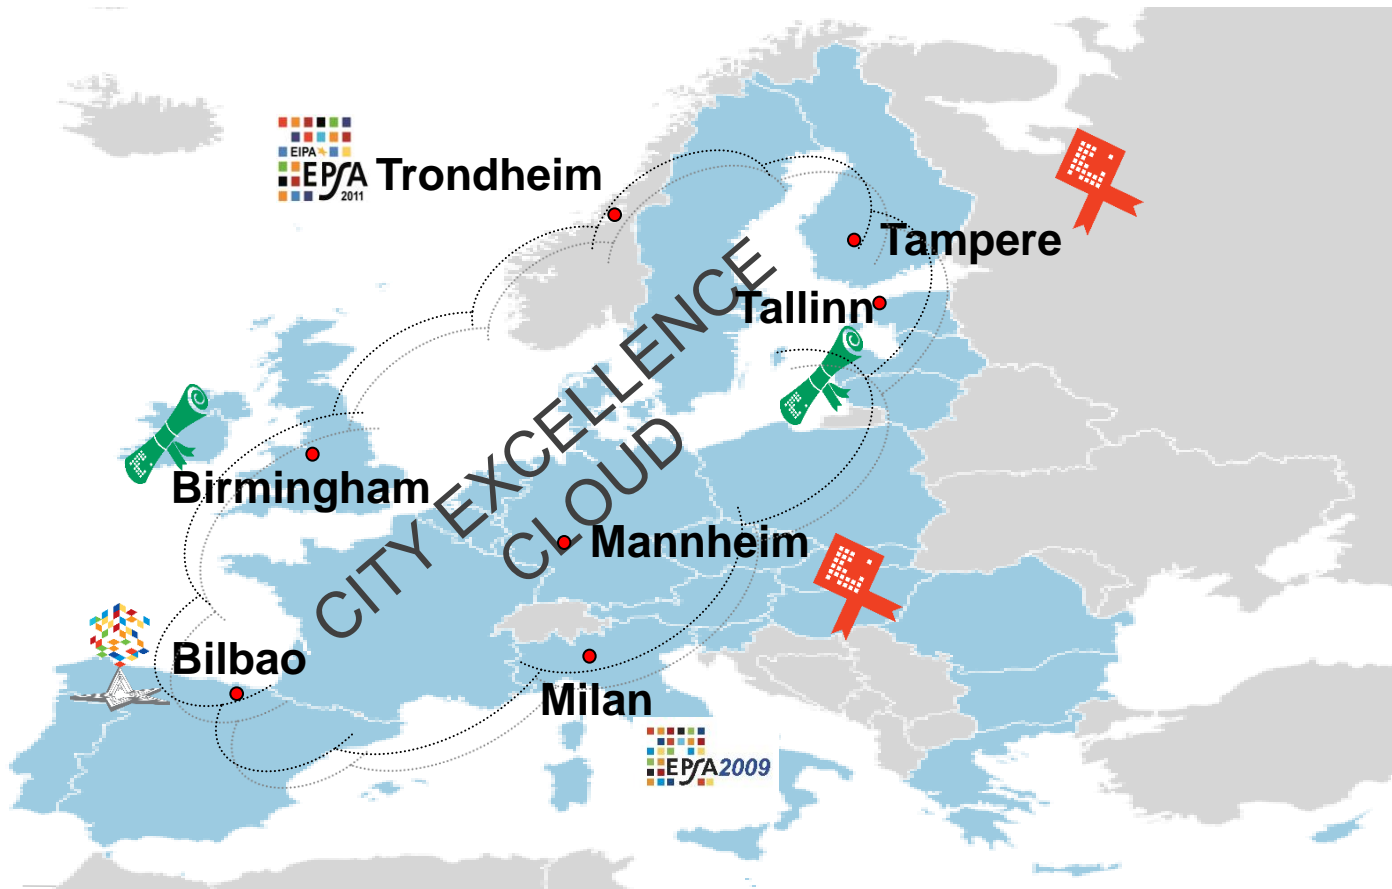 EIPA
EPSA
2011
Trondheim
Tampere
Tallinn
CITY EXCELLENCE
CLOUD
Birmingham
Mannheim
Bilbao
Milan
EPSA2009